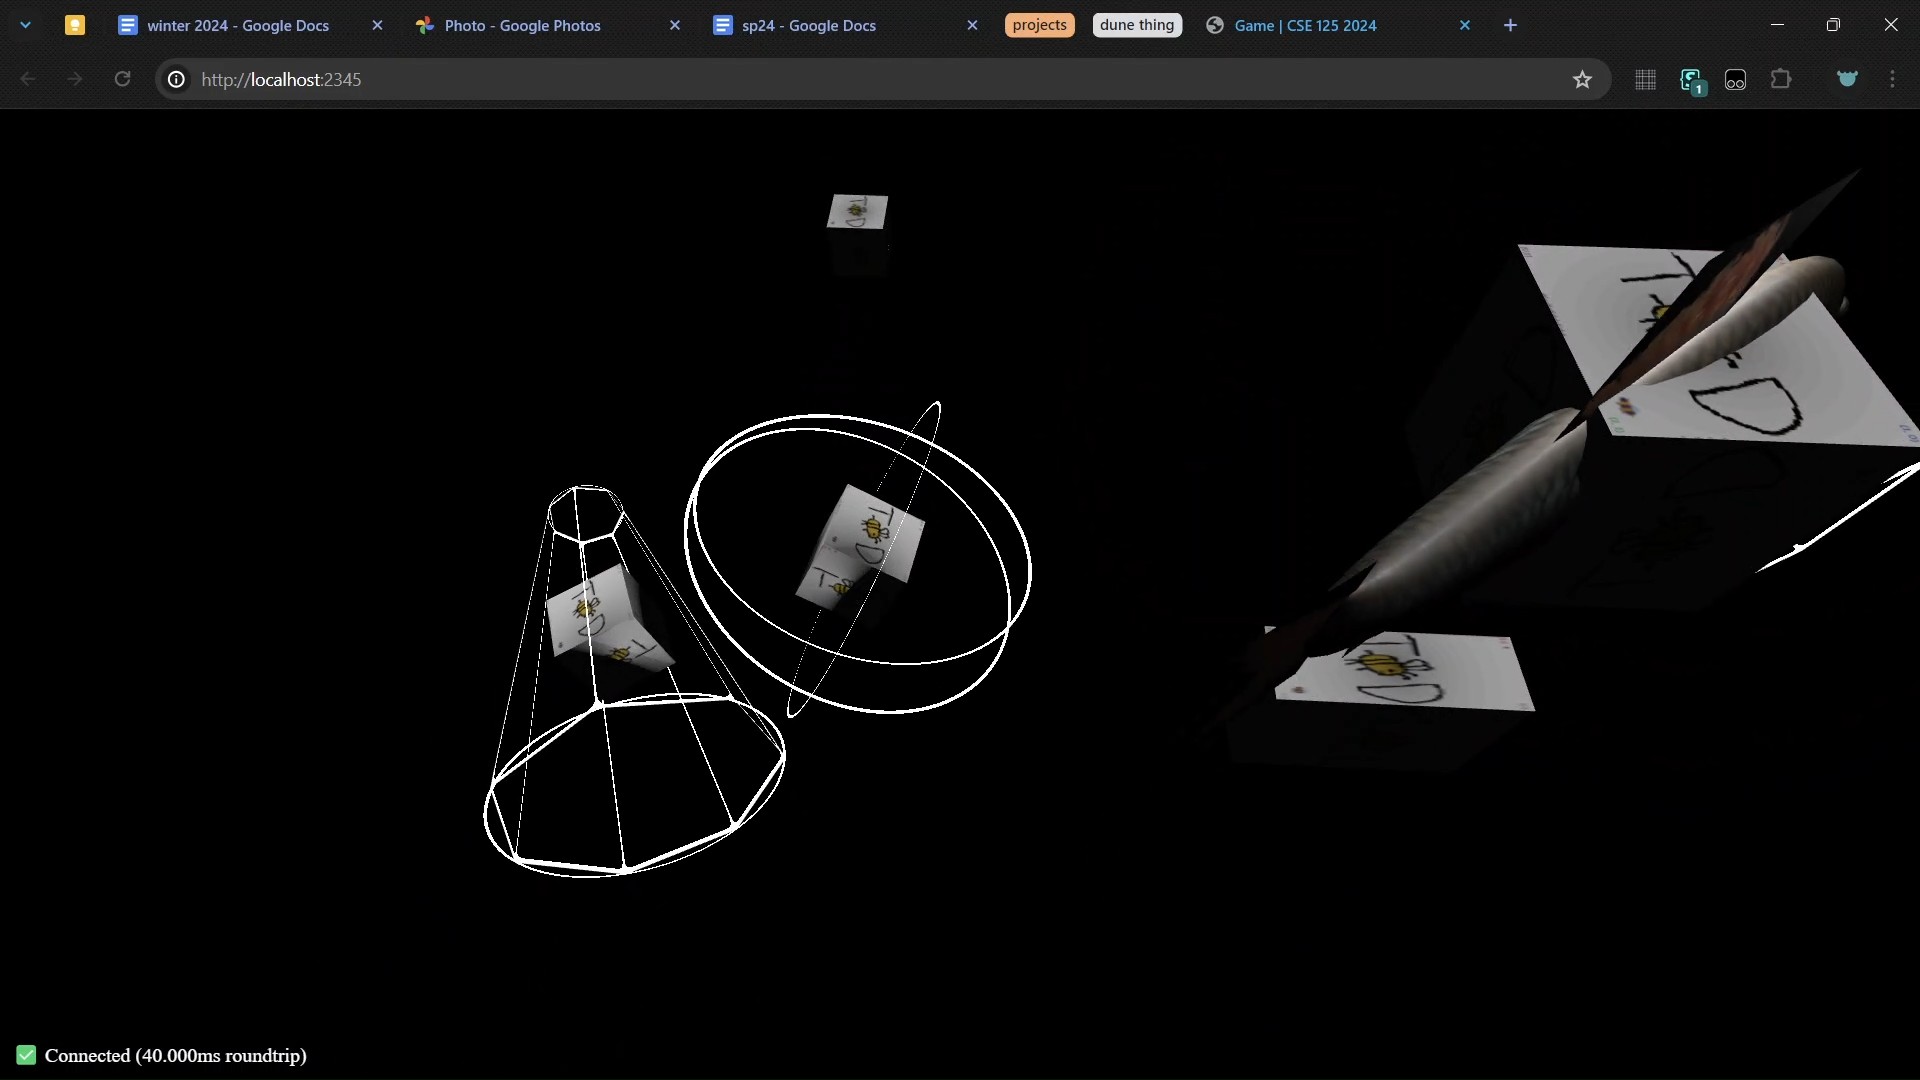 winter 2024 - Google Docs
Photo - Google Photos
sp24 - Google Docs
projects
dune thing
Game | CSE 125 2024
http://localhost:2345
1
Connected (40.000ms roundtrip)